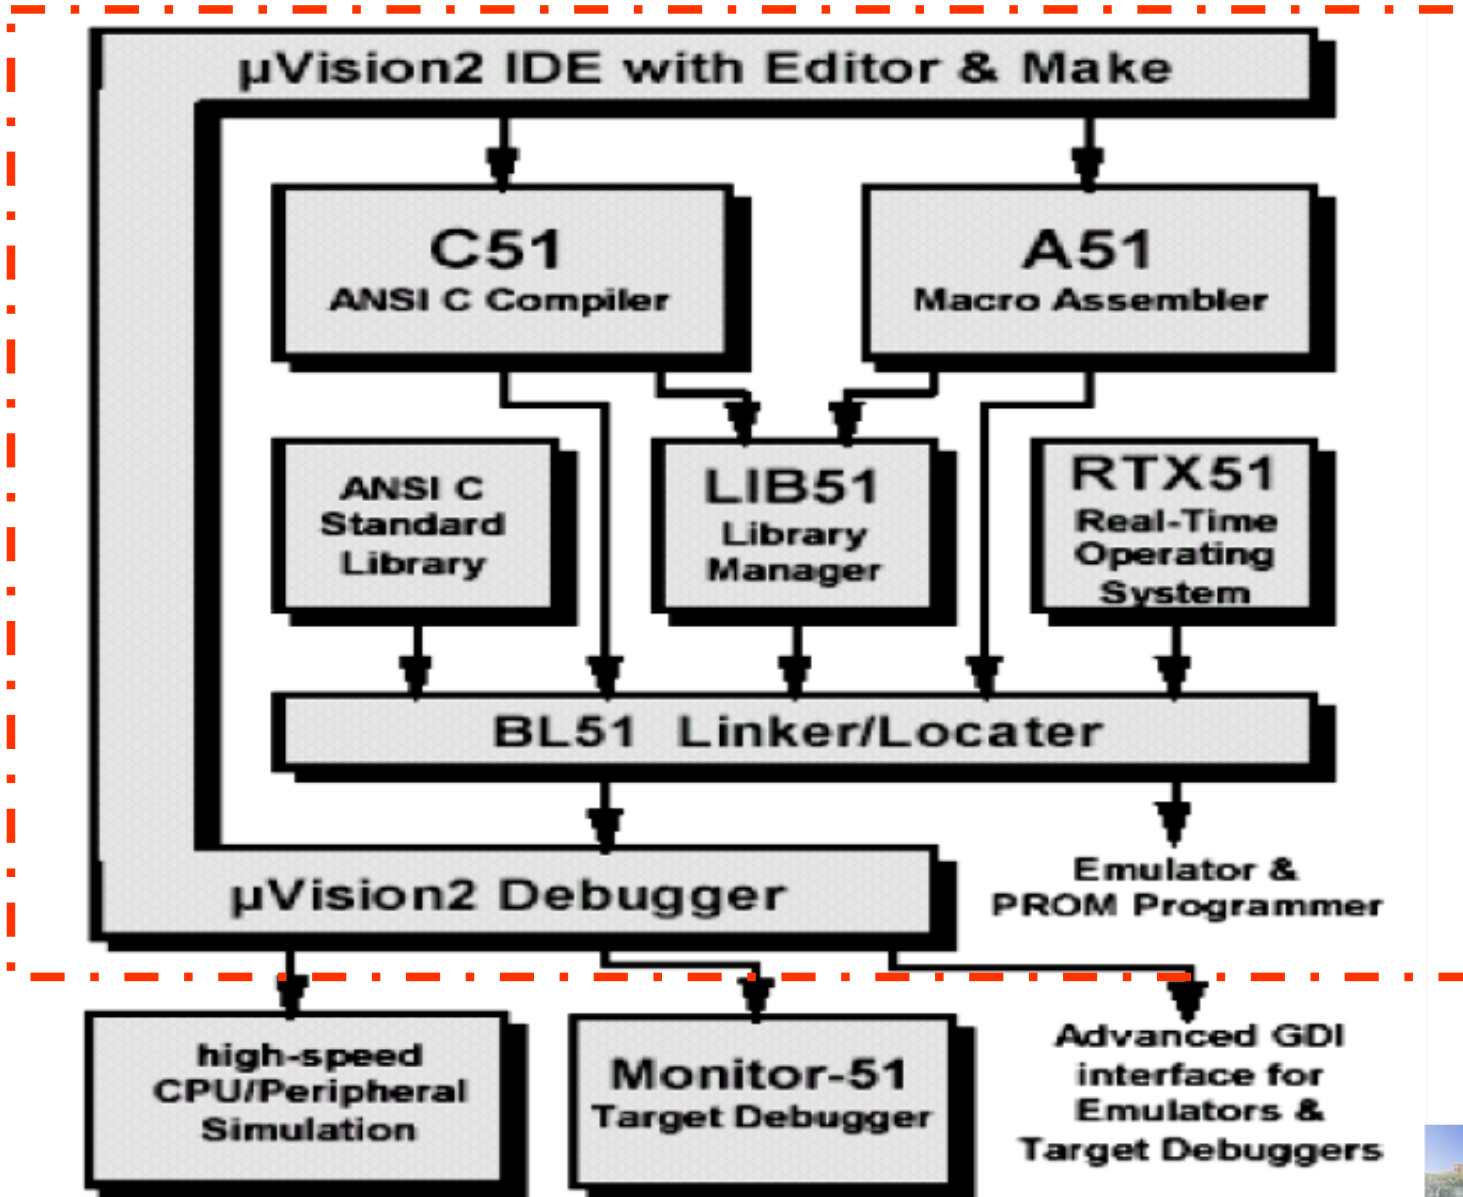 µVision2 IDE with Editor & Make
C51
ANSI C Compiler
A51
Macro Assembler
ANSI C
Standard
Library
LIB51
Library
Manager
RTX51
Real-Time
Operating
System
BL51 Linker/Locater
µVision2 Debugger
Emulator &
PROM Programmer
high-speed
CPU/Peripheral
Simulation
Monitor-51
Target Debugger
Advanced GDI
interface for
Emulators &
Target Debuggers